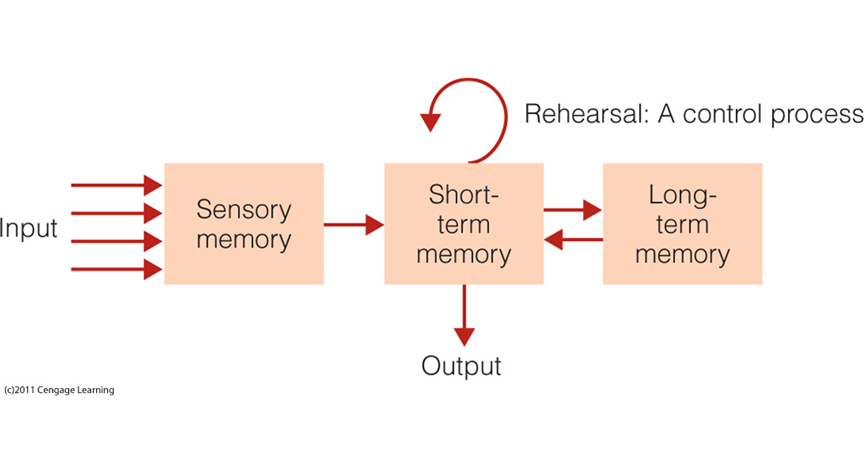 Rehearsal: A control process
Input
Sensory
memory
Short-
term
memory
Long-
term
memory
Output
(c)2011 Cengage Learning